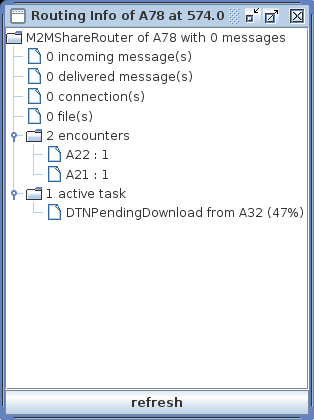 Routing Info of A78 at 574.0
M2MShareRouter of A78 with 0 messages
0 incoming message(s)
0 delivered message(s)
0 connection(s)
0 file(s)
2 encounters
A22 : 1
A21 : 1
1 active task
DTNPendingDownload from A32 (47%)
refresh